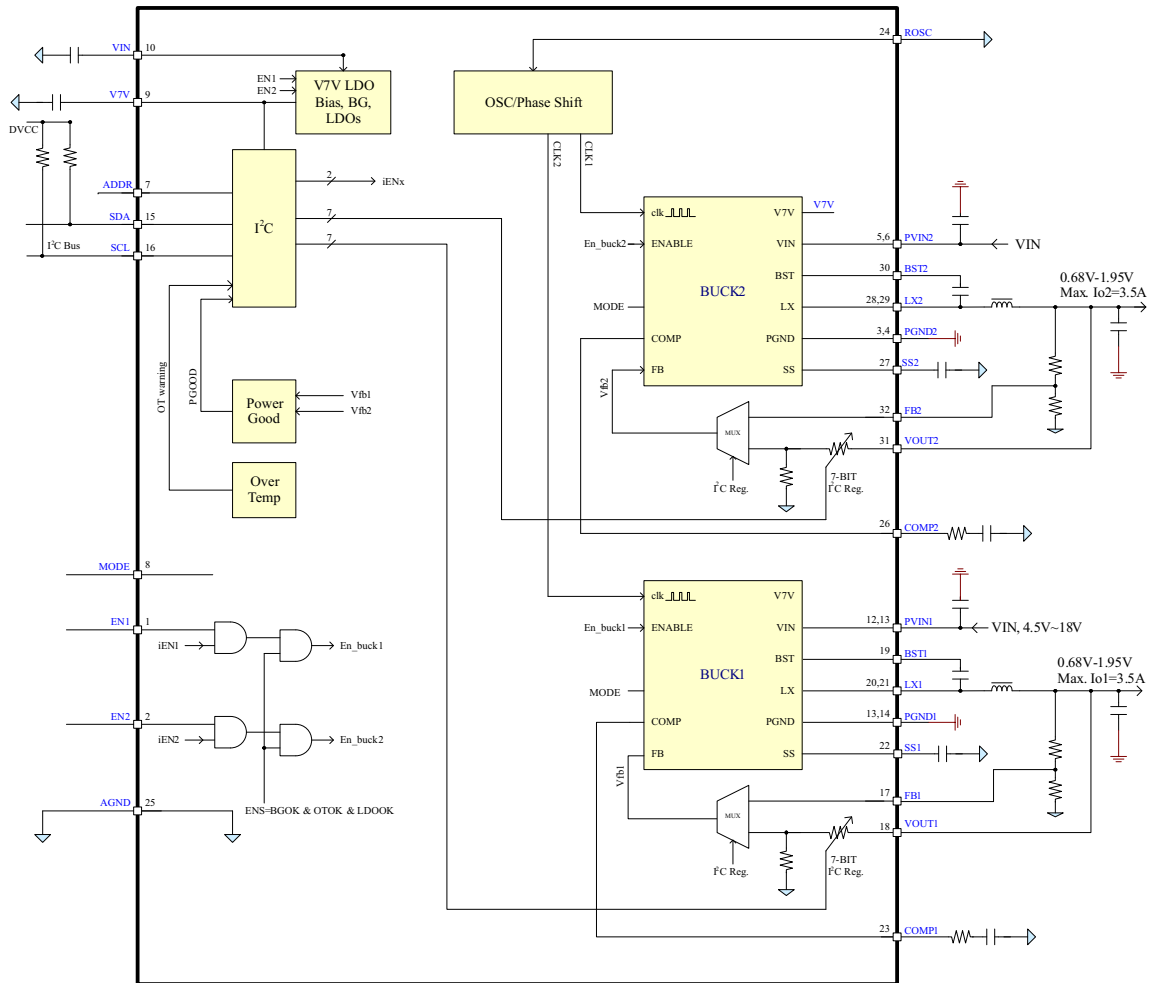 VIN
10
V7V
9
DVCC
EN1
EN2
V7V LDO
Bias, BG,
LDOs
24
ROSC
OSC/Phase Shift
CLK2
CLK1
ADDR
7
SDA
15
I²C Bus
SCL
16
I²C
2
iENx
7
7
OT warning
PGOOD
Power
Good
Vfb1
Vfb2
Over
Temp
clk
V7V
V7V
En_buck2
ENABLE
VIN
5,6
PVIN2
VIN
BST
30
BST2
BUCK2
MODE
LX
28,29
LX2
0.68V-1.95V
Max. Io2=3.5A
COMP
PGND
3,4
PGND2
FB
SS
27
SS2
Vfb2
32
FB2
MUX
31
VOUT2
I²C Reg.
7-BIT
I²C Reg.
26
COMP2
MODE
8
EN1
1
iEN1
En_buck1
EN2
2
iEN2
En_buck2
AGND
25
ENS=BGOK & OTOK & LDOOK
clk
V7V
En_buck1
ENABLE
VIN
12,13
PVIN1
VIN, 4.5V~18V
BST
19
BST1
BUCK1
MODE
LX
20,21
LX1
0.68V-1.95V
Max. Io1=3.5A
COMP
PGND
13,14
PGND1
FB
SS
22
SS1
Vfb1
17
FB1
MUX
18
VOUT1
I²C Reg.
7-BIT
I²C Reg.
23
COMP1